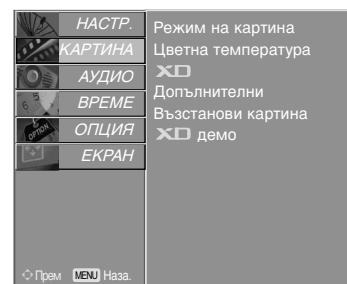 НАСТР.
КАРТИНА
АУДИО
ВРЕМЕ
ОПЦИЯ
ЕКРАН
Режим на картина
Цветна температура
XD
Допълнителни
Възстанови картина
XD демо
Прем MENU Наза.